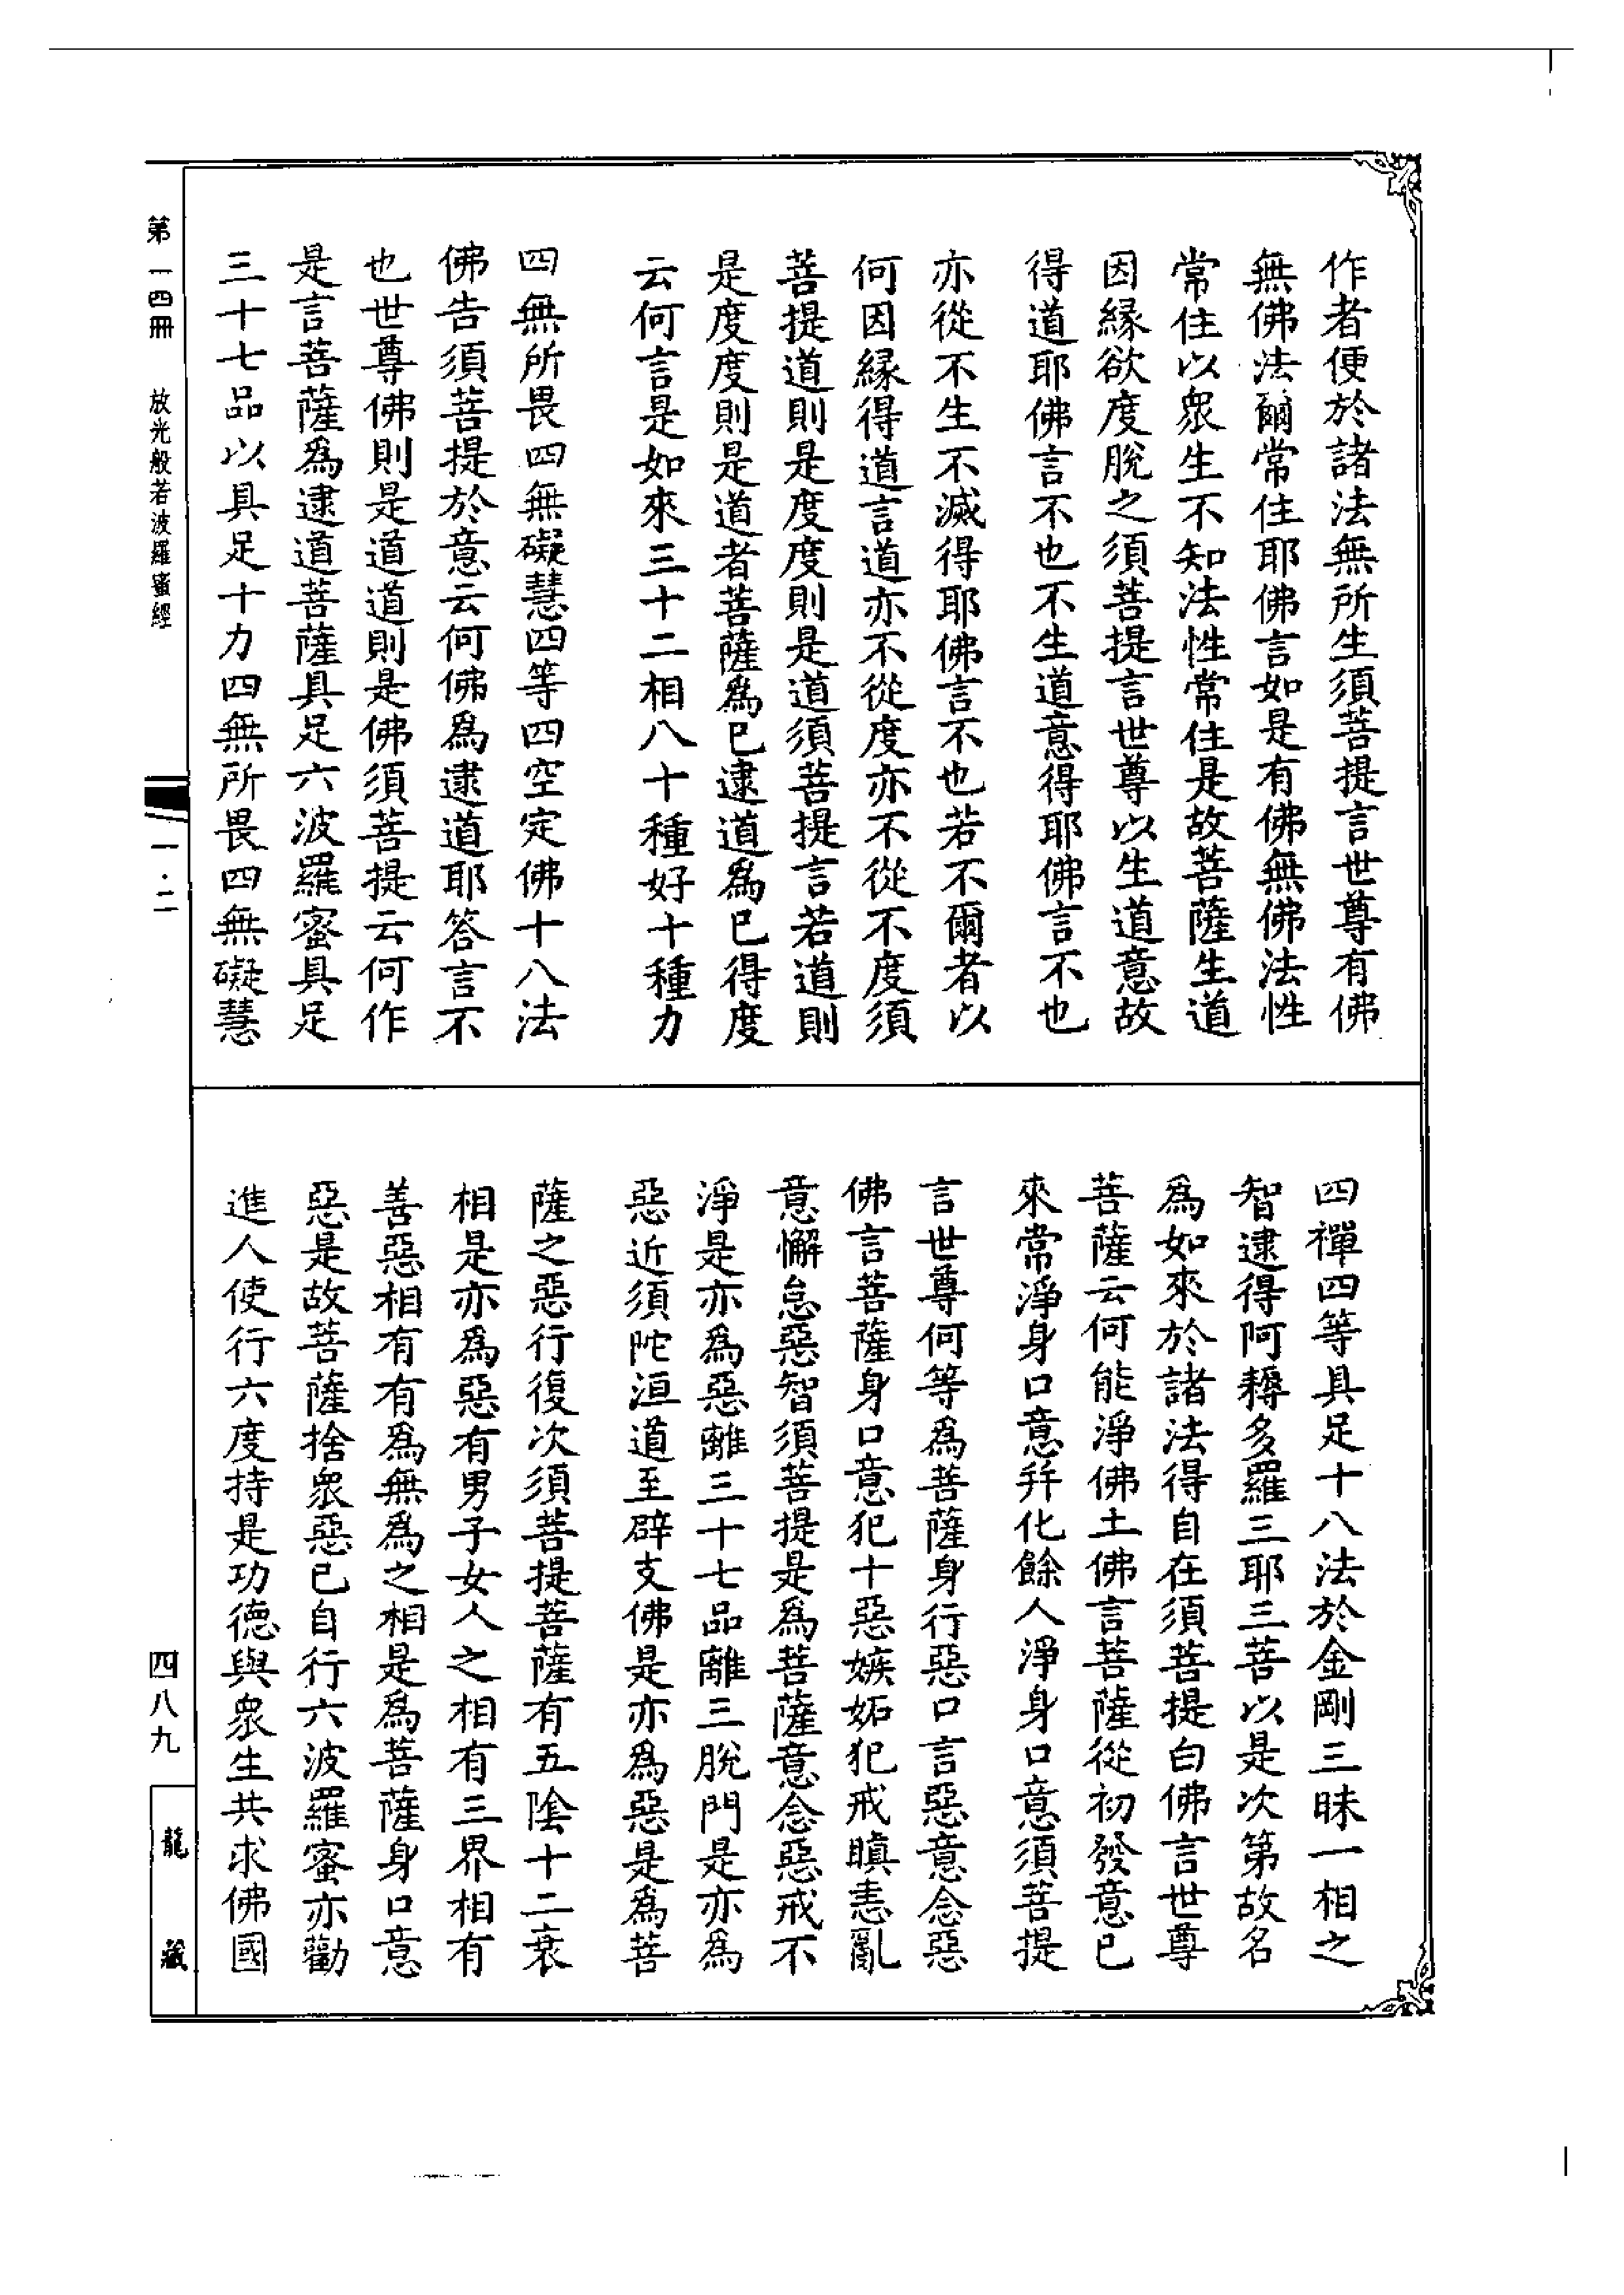 作者便於諸法無所生須菩提言世尊有佛
無佛法爾常住耶佛言如是有佛無佛法性
常住以衆生不知法性常住是故菩薩生道
因緣欲度脫之須菩提言世尊以生道意故
得道耶佛言不也不生道意得耶佛言不也
亦從不生不滅得耶佛言不也若不爾者以
何因緣得道言道亦不從度亦不從不度須
菩提道則是度度則是道須菩提言若道則
是度度則是道者菩薩爲已逮道爲已得度
云何言是如來三十二相八十種好十種力
四無所畏四無礙慧四等四空定佛十八法
佛告須菩提於意云何佛爲逮道耶答言不
也世尊佛則是道道則是佛須菩提云何作
是言菩薩爲逮道菩薩具足六波羅蜜具足
三十七品以具足十力四無所畏四無礙慧
四禪四等具足十八法於金剛三昧一相之
智逮得阿耨多羅三耶三菩以是次第故名
爲如來於諸法得自在須菩提白佛言世尊
菩薩云何能淨佛土佛言菩薩從初發意已
來常淨身口意并化餘人淨身口意須菩提
言世尊何等爲菩薩身行惡口言惡意念惡
佛言菩薩身口意犯十惡嫉妬犯戒瞋恚亂
意懈怠惡智須菩提是爲菩薩意念惡戒不
淨是亦爲惡離三十七品離三脫門是亦爲
惡近須陀洹道至辟支佛是亦爲惡是爲菩
薩之惡行復次須菩提菩薩有五陰十二衰
相是亦爲惡有男子女人之相有三界相有
善惡相有有爲無爲之相是爲菩薩身口意
惡是故菩薩捨衆惡已自行六波羅蜜亦勸
進人使行六度持是功德與衆生共求佛國
第一四冊 放光般若波羅蜜經
一·二
四八九
龍藏